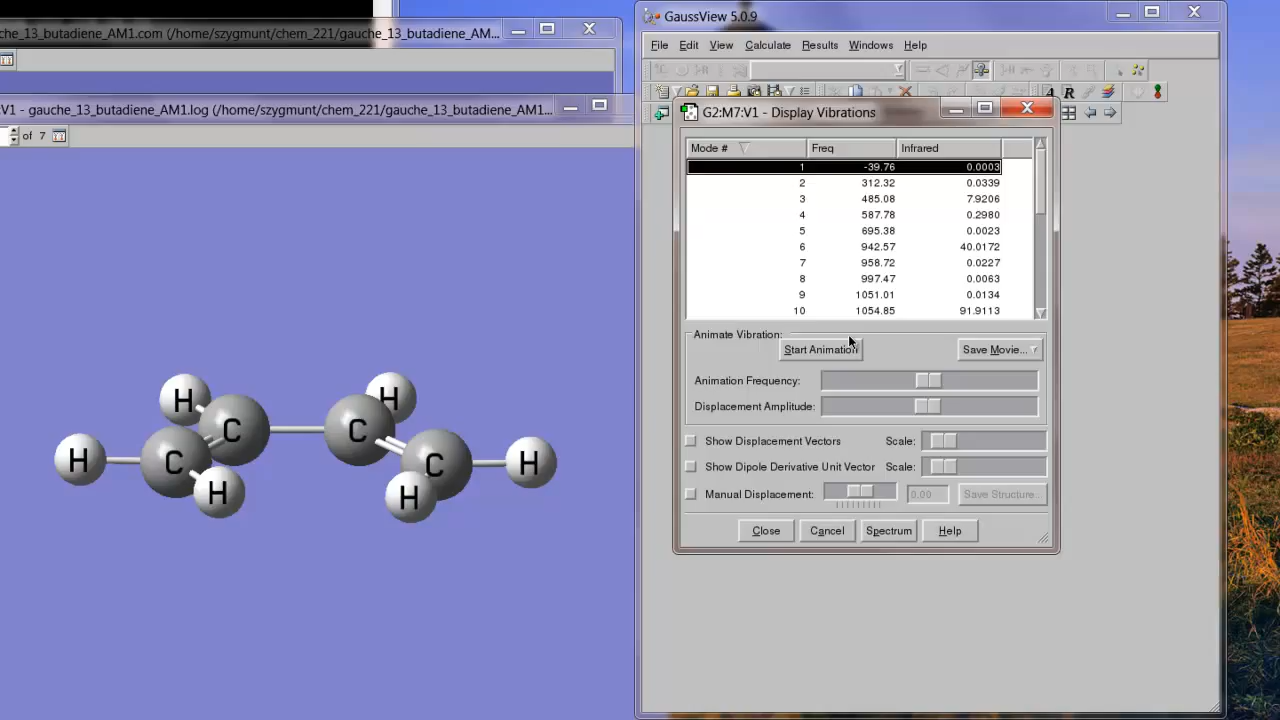 che_13_butadiene_AM1.com (/home/szygmunt/chem_221/gauche_13_butadiene_AM...
:V1 - gauche_13_butadiene_AM1.log (/home/szygmunt/chem_221/gauche_13_butadiene_AM1...
of 7
H
H
C
C
H
C
H
C
H
H
GaussView 5.0.9
File Edit View Calculate Results Windows Help
A R
G2:M7:V1 - Display Vibrations
Mode # Freq Infrared
1 -39.76 0.0003
2 312.32 0.0339
3 485.08 7.9206
4 587.78 0.2980
5 695.38 0.0023
6 942.57 40.0172
7 958.72 0.0227
8 997.47 0.0063
9 1051.01 0.0134
10 1054.85 91.9113
Animate Vibration:
Start Animation Save Movie...
Animation Frequency:
Displacement Amplitude:
Show Displacement Vectors Scale:
Show Dipole Derivative Unit Vector Scale:
Manual Displacement: 0.00 Save Structure...
Close Cancel Spectrum Help